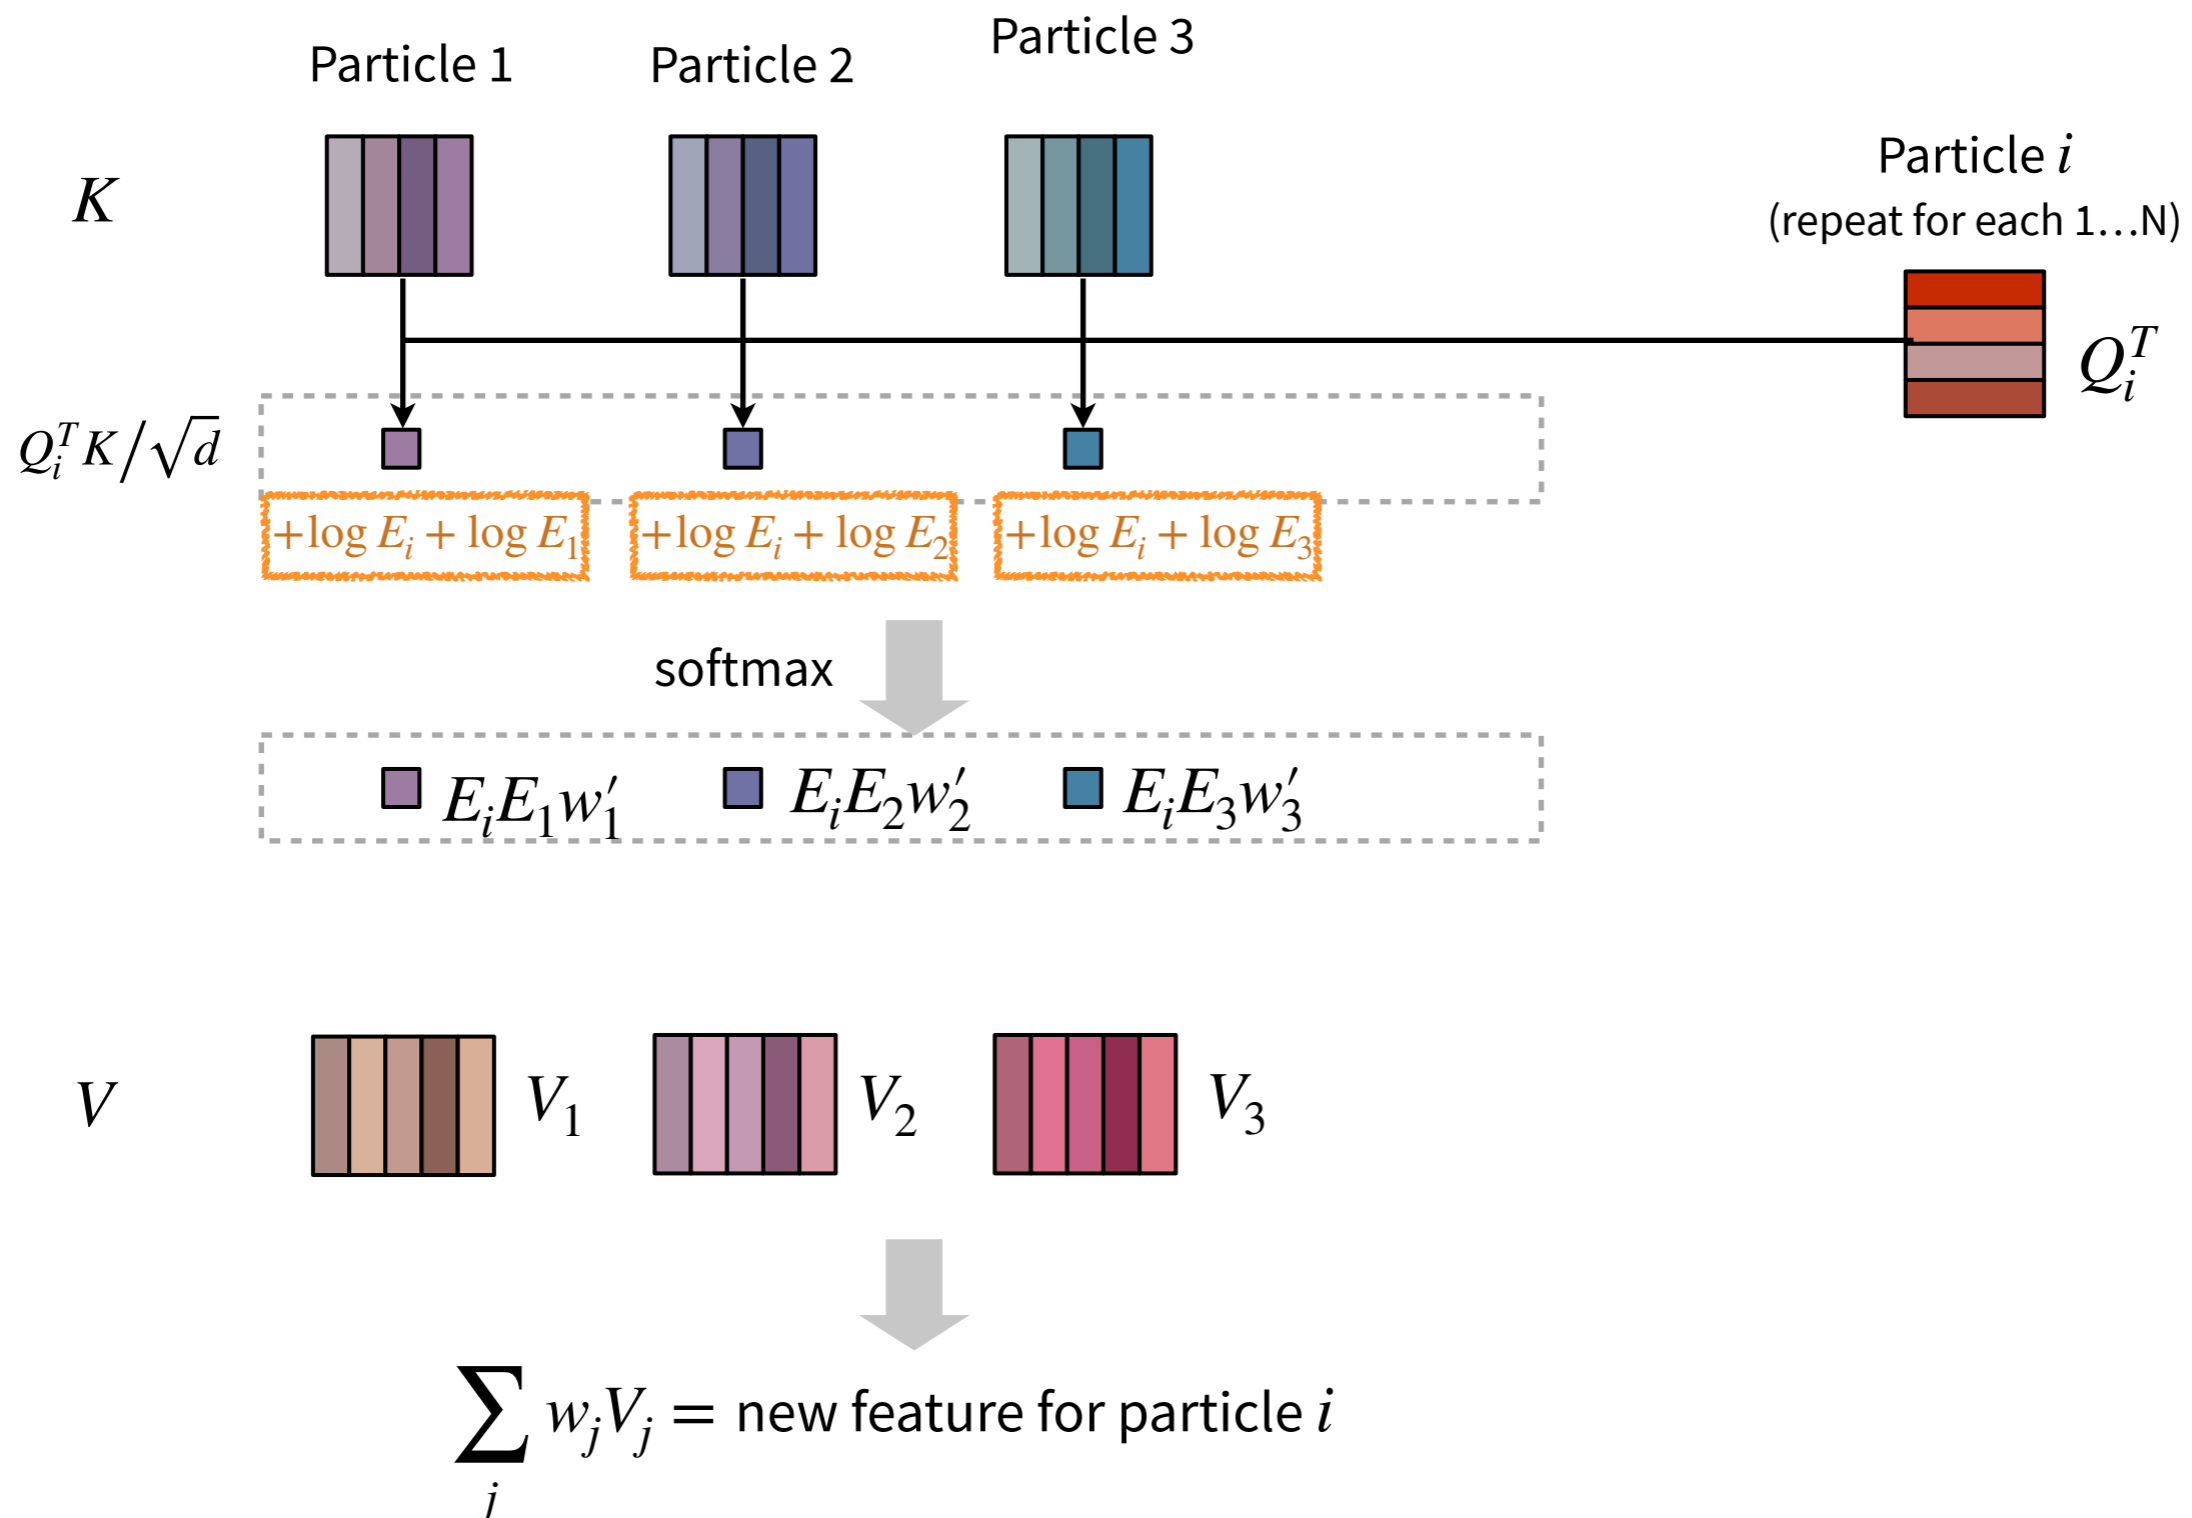 Particle 1
Particle 2
Particle 3
K
Particle i
(repeat for each 1…N)
Q_i^T
Q_i^T K/√d
+log E_i + log E_1
+log E_i + log E_2
+log E_i + log E_3
softmax
E_iE_1w′_1
E_iE_2w′_2
E_iE_3w′_3
V
V_1
V_2
V_3
∑_j w_jV_j = new feature for particle i